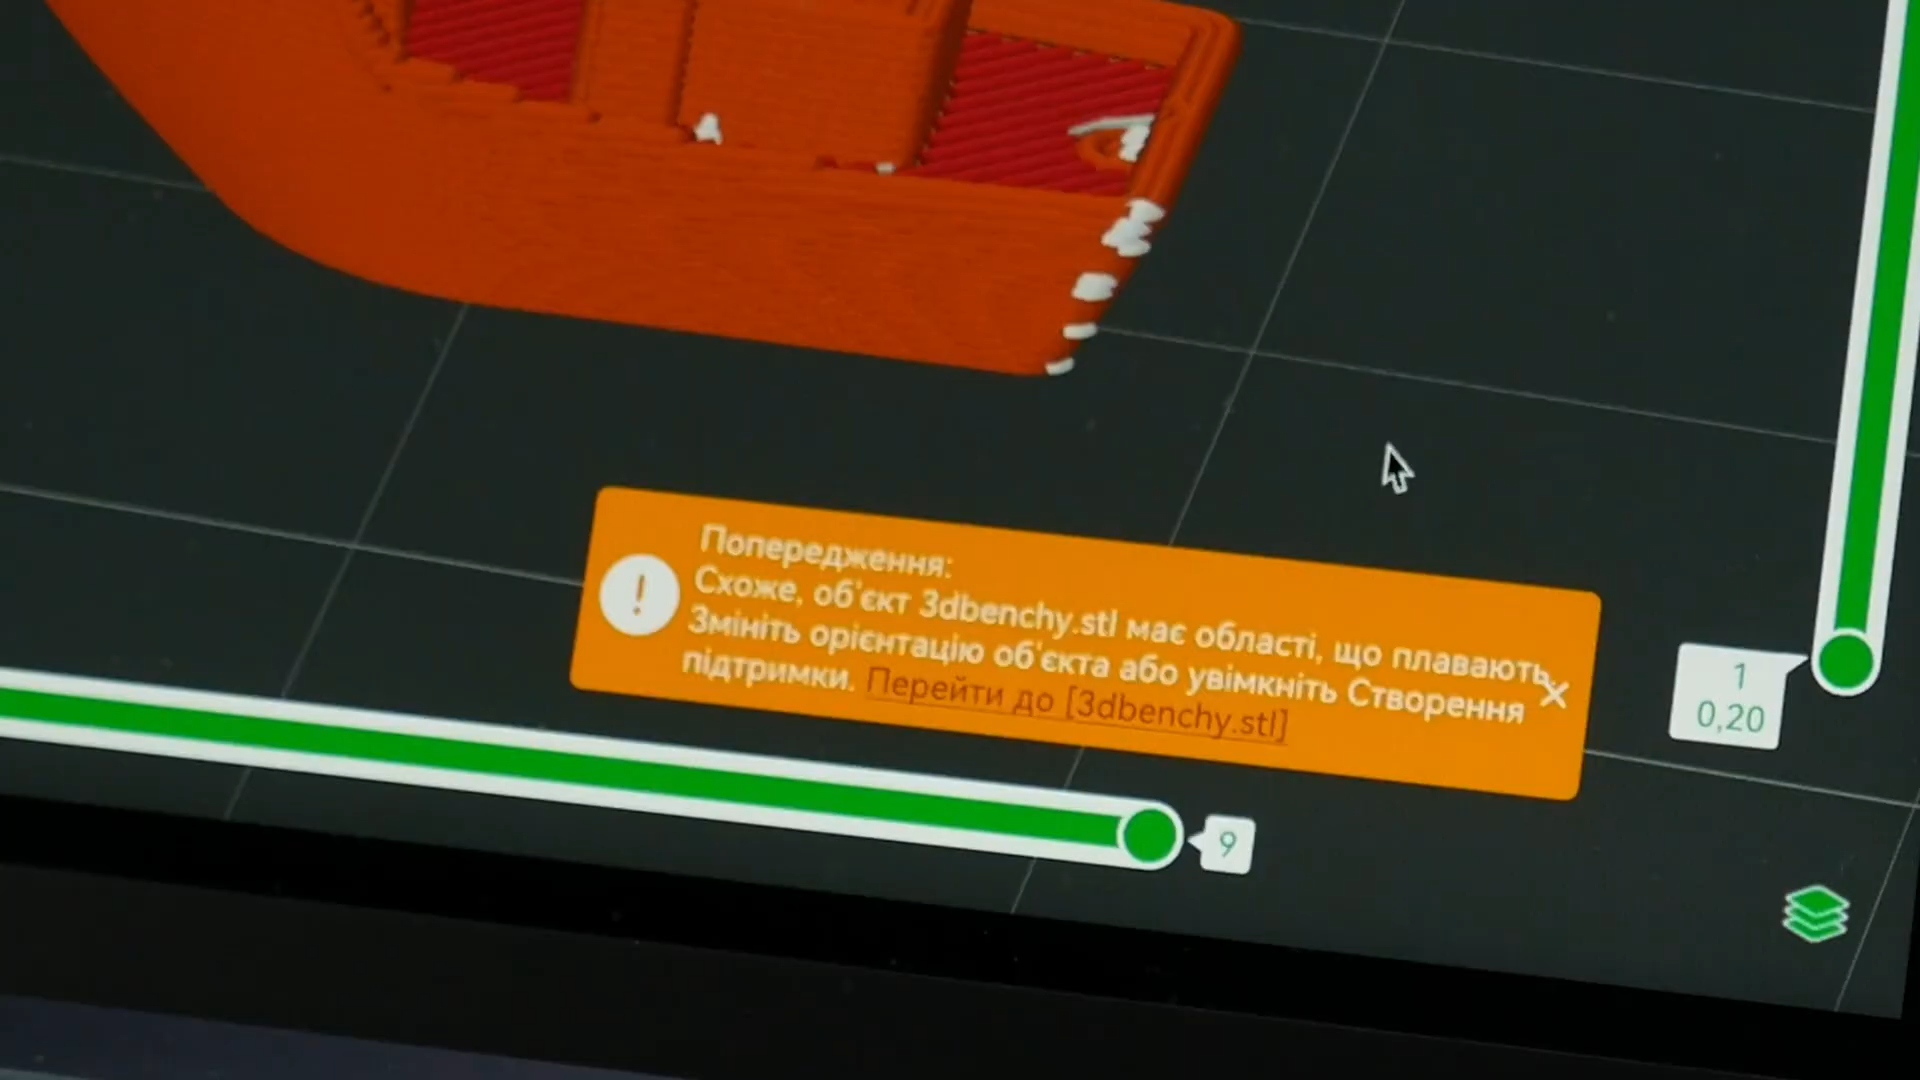 Попередження:
Схоже, об'єкт 3dbenchy.stl має області, що плавають.
Змініть орієнтацію об'єкта або увімкніть Створення
підтримки. Перейти до [3dbenchy.stl]
1
0,20
9